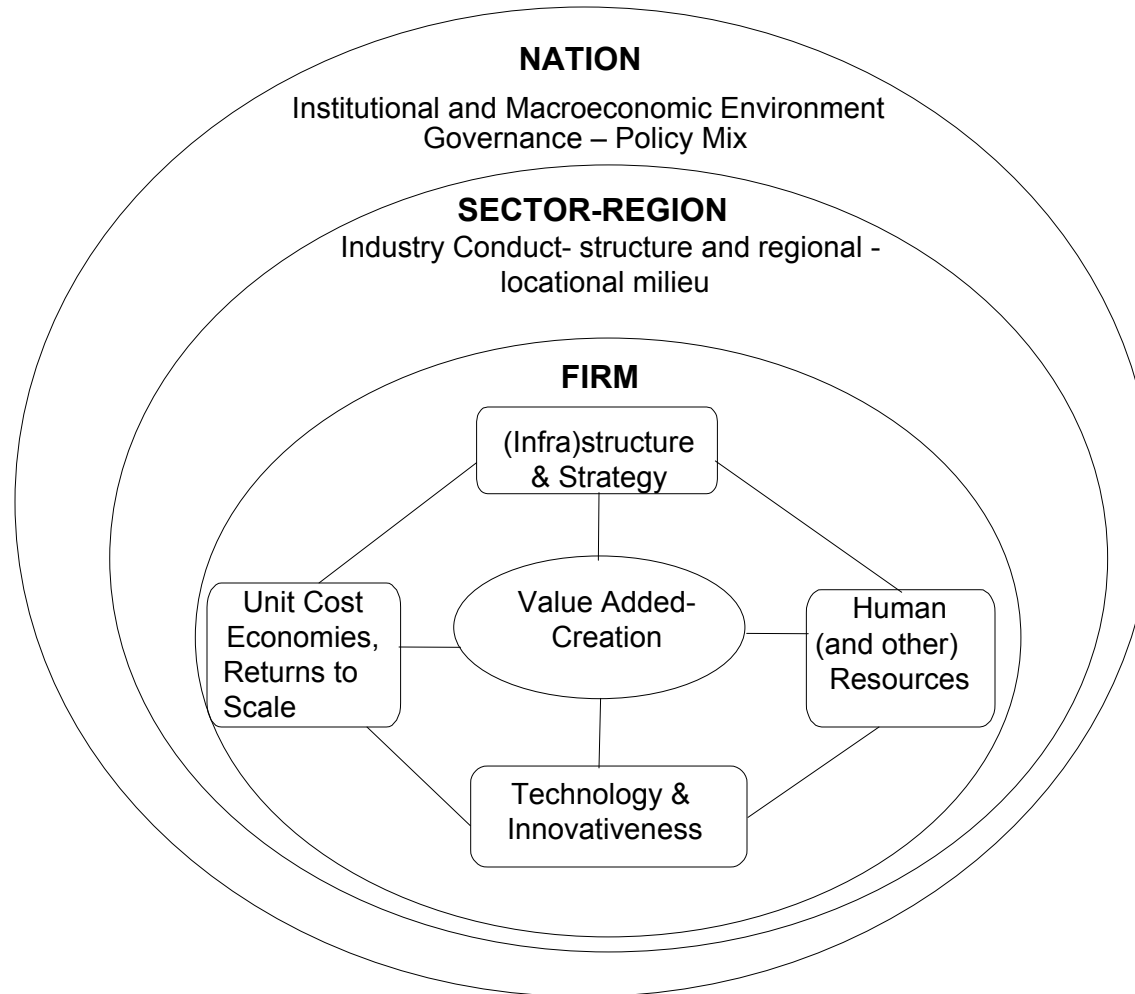 NATION
Institutional and Macroeconomic Environment
Governance – Policy Mix
SECTOR-REGION
Industry Conduct- structure and regional -
locational milieu
FIRM
(Infra)structure
& Strategy
Unit Cost
Economies,
Returns to
Scale
Value Added-
Creation
Human
(and other)
Resources
Technology &
Innovativeness